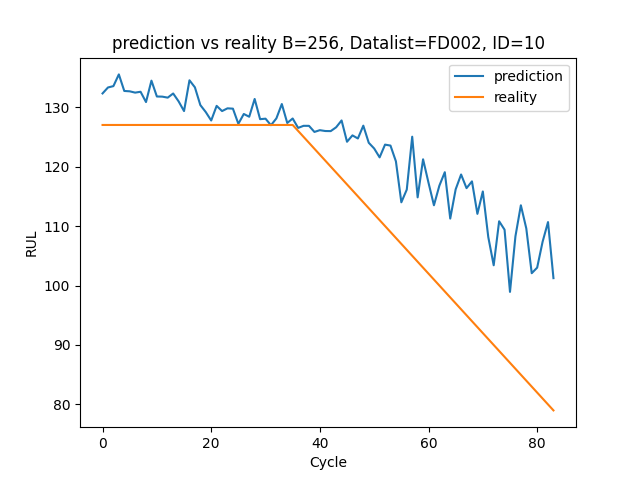 prediction vs reality B=256, Datalist=FD002, ID=10
prediction
reality
RUL
130
120
110
100
90
80
0 20 40 60 80
Cycle